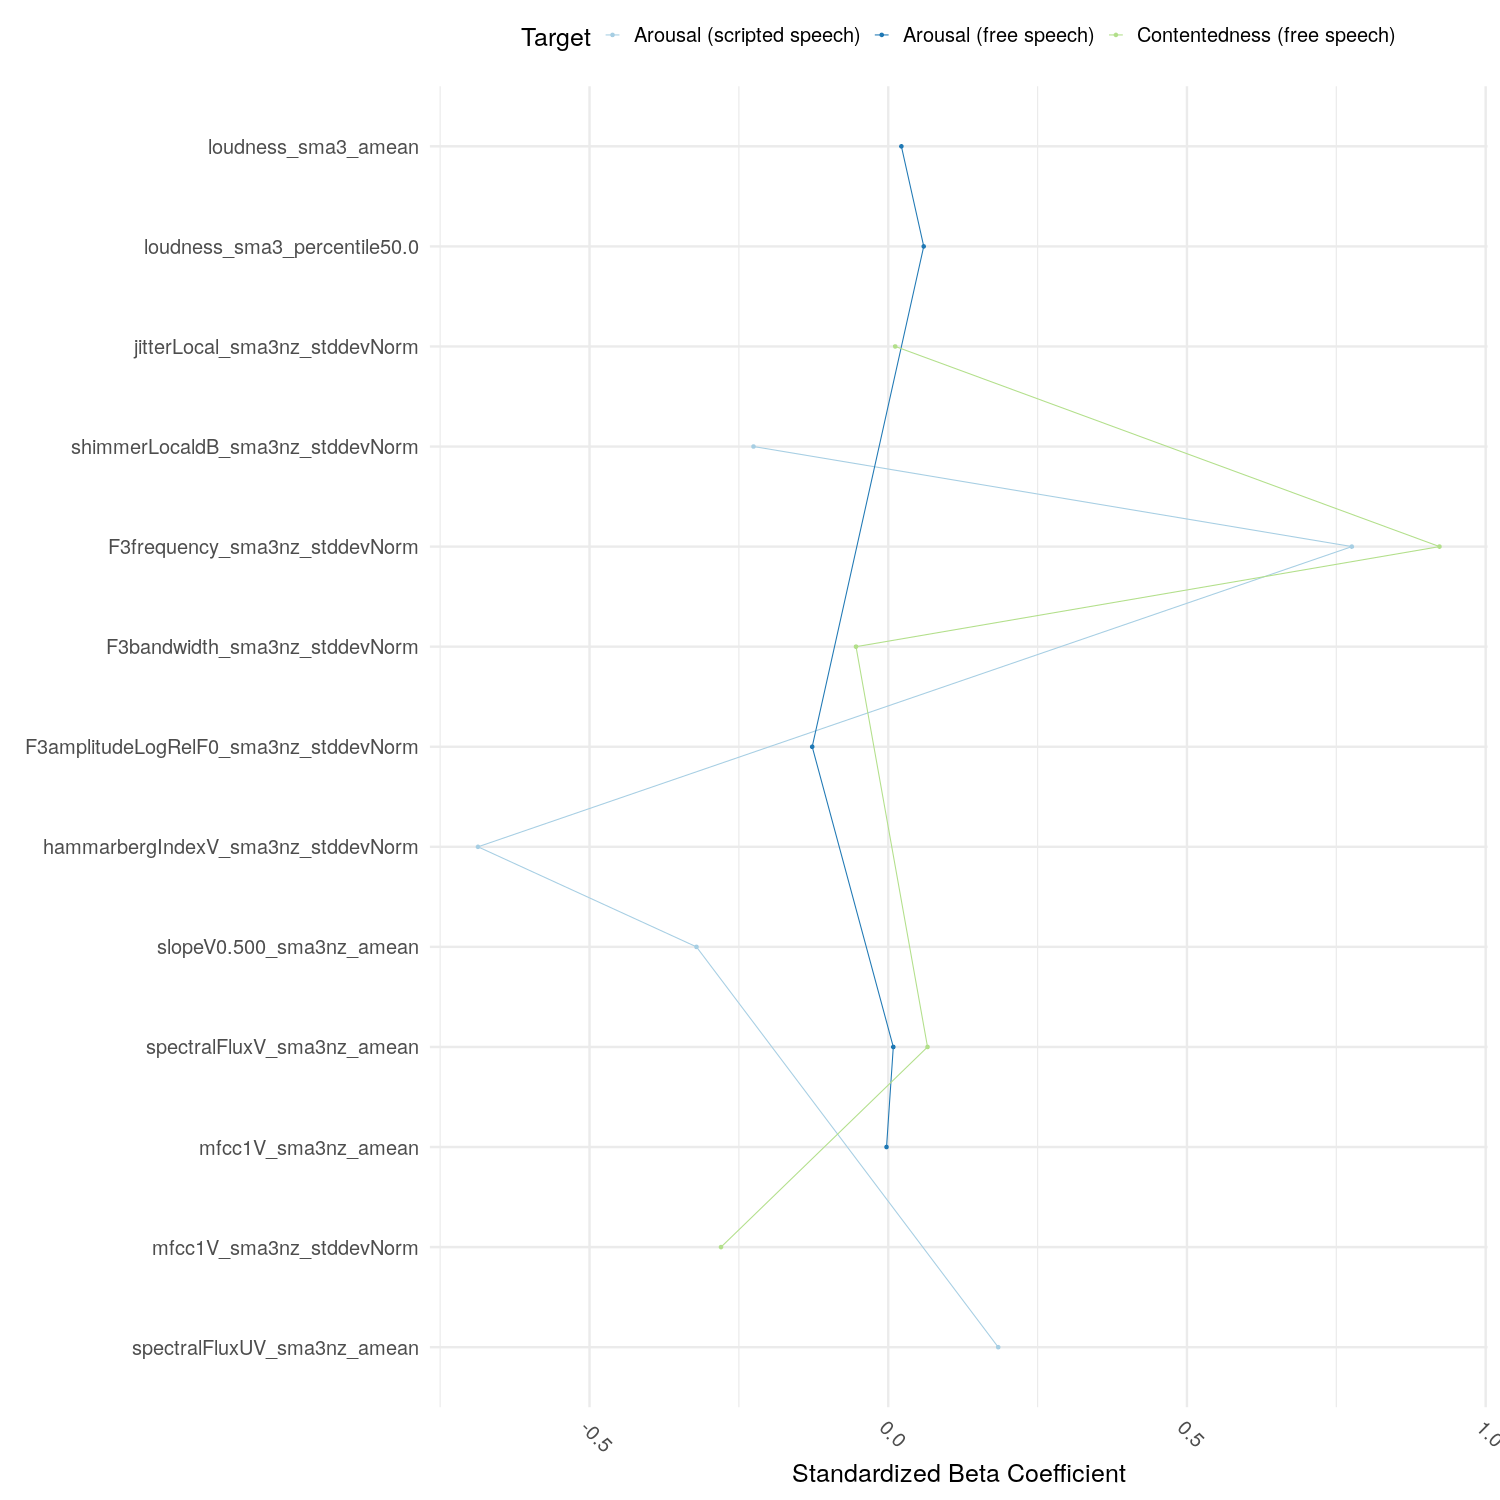 Target Arousal (scripted speech) Arousal (free speech) Contentedness (free speech)
loudness_sma3_amean
loudness_sma3_percentile50.0
jitterLocal_sma3nz_stddevNorm
shimmerLocaldB_sma3nz_stddevNorm
F3frequency_sma3nz_stddevNorm
F3bandwidth_sma3nz_stddevNorm
F3amplitudeLogRelF0_sma3nz_stddevNorm
hammarbergIndexV_sma3nz_stddevNorm
slopeV0.500_sma3nz_amean
spectralFluxV_sma3nz_amean
mfcc1V_sma3nz_amean
mfcc1V_sma3nz_stddevNorm
spectralFluxUV_sma3nz_amean
-0.5 0.0 0.5 1.0
Standardized Beta Coefficient